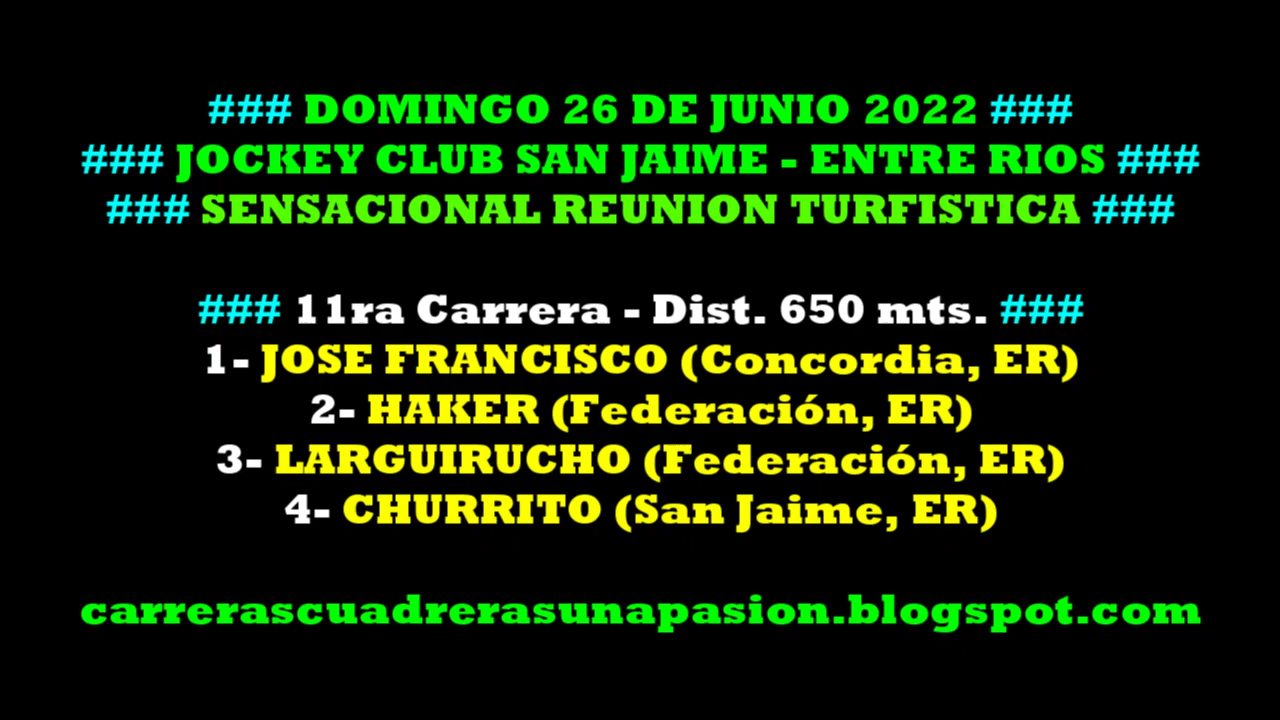 ### DOMINGO 26 DE JUNIO 2022 ###
### JOCKEY CLUB SAN JAIME - ENTRE RIOS ###
### SENSACIONAL REUNION TURFISTICA ###
### 11ra Carrera - Dist. 650 mts. ###
1- JOSE FRANCISCO (Concordia, ER)
2- HAKER (Federación, ER)
3- LARGUIRUCHO (Federación, ER)
4- CHURRITO (San Jaime, ER)
carrerascuadrerasunapasion.blogspot.com